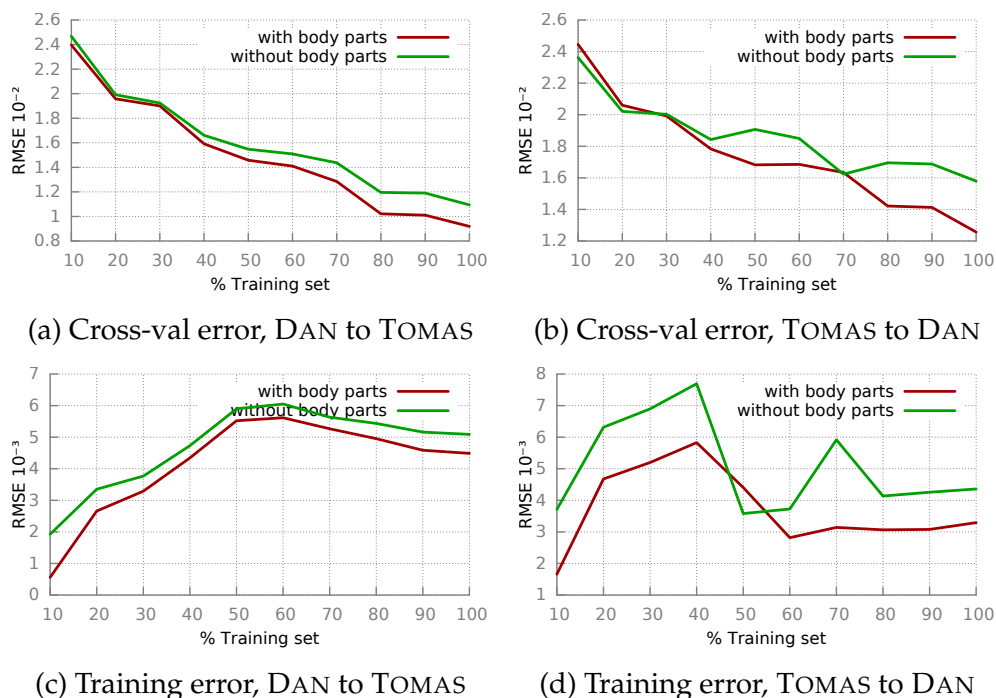 2.6
2.4
2.2
2
1.8
1.6
1.4
1.2
1
0.8
RMSE 10⁻²
with body parts
without body parts
10 20 30 40 50 60 70 80 90 100
% Training set
(a) Cross-val error, DAN to TOMAS
2.6
2.4
2.2
2
1.8
1.6
1.4
1.2
RMSE 10⁻²
with body parts
without body parts
10 20 30 40 50 60 70 80 90 100
% Training set
(b) Cross-val error, TOMAS to DAN
7
6
5
4
3
2
1
0
RMSE 10⁻³
with body parts
without body parts
10 20 30 40 50 60 70 80 90 100
% Training set
(c) Training error, DAN to TOMAS
8
7
6
5
4
3
2
1
RMSE 10⁻³
with body parts
without body parts
10 20 30 40 50 60 70 80 90 100
% Training set
(d) Training error, TOMAS to DAN